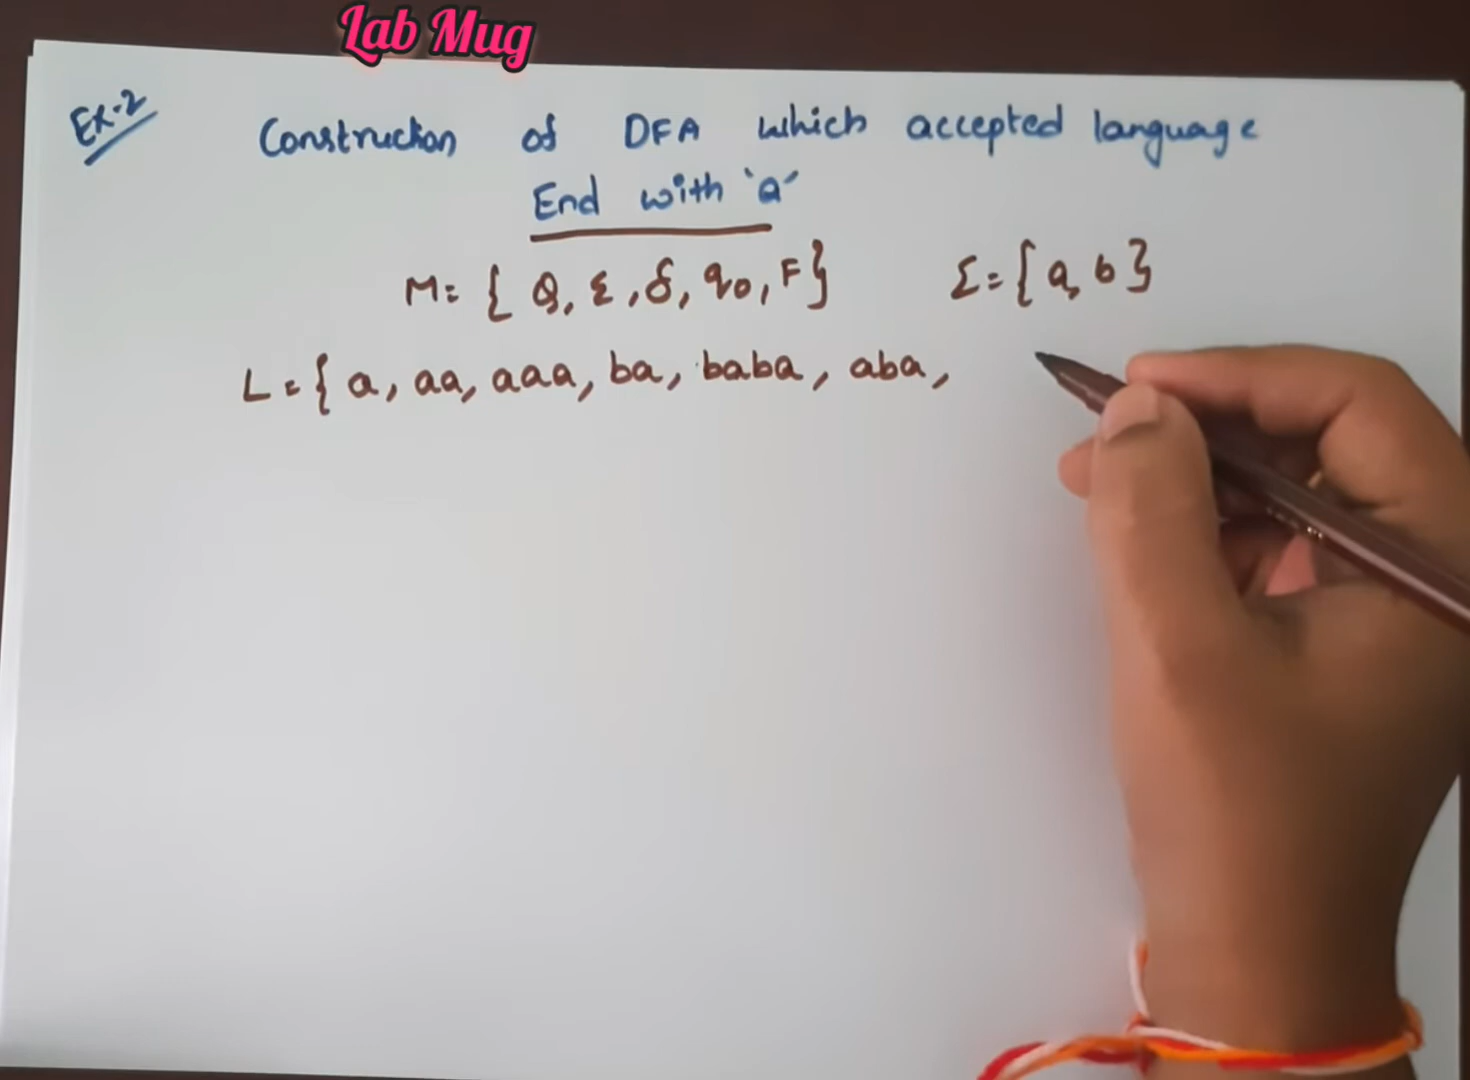 Lab Mug
Ex-2
Construction of DFA which accepted language
End with 'a'
M= { Q, Σ, δ, q0, F} Σ= {a, b}
L = { a, aa, aaa, ba, baba, aba,